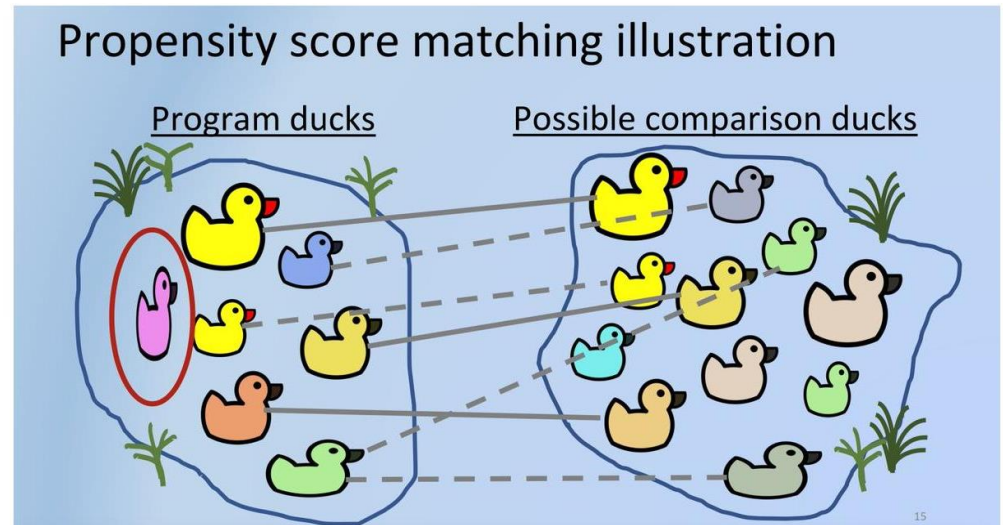 Propensity score matching illustration
Program ducks
Possible comparison ducks
15